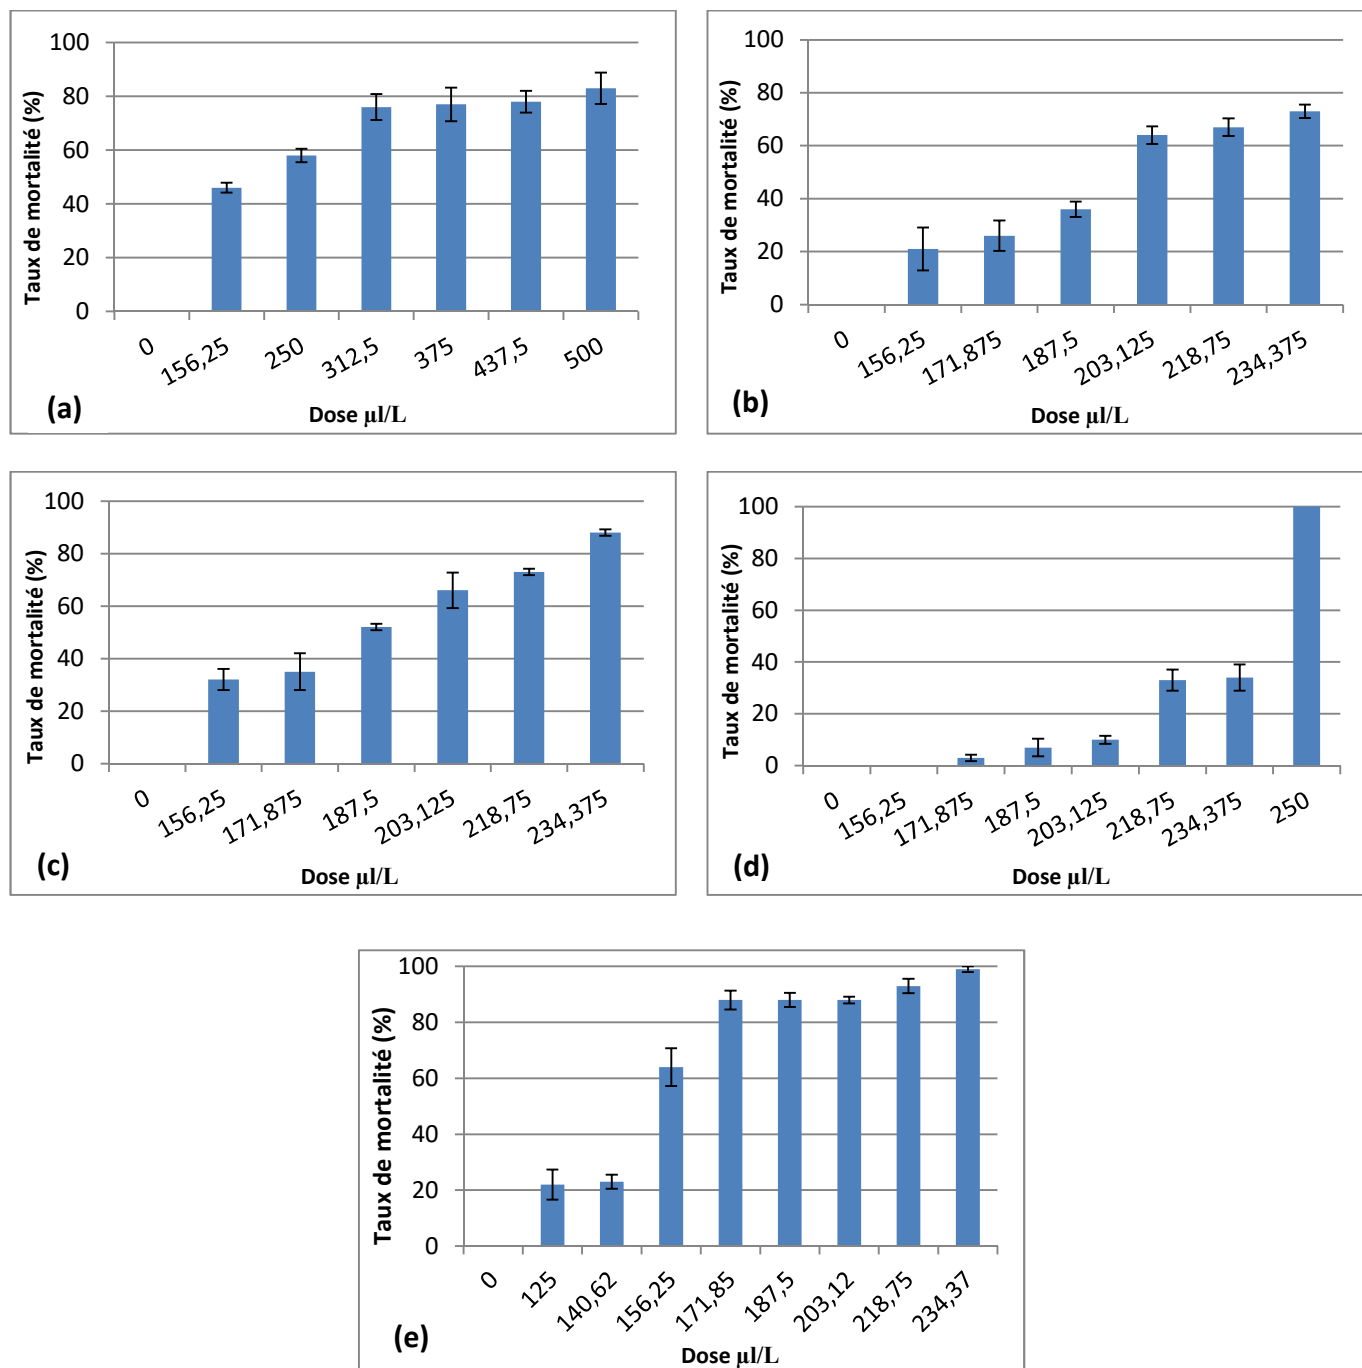 100
80
60
40
20
0
Taux de mortalité (%)
0 156,25 250 312,5 375 437,5 500
(a)
Dose µl/L
100
80
60
40
20
0
Taux de mortalité (%)
0 156,25 171,875 187,5 203,125 218,75 234,375
(b)
Dose µl/L
100
80
60
40
20
0
Taux de mortalité (%)
0 156,25 171,875 187,5 203,125 218,75 234,375
(c)
Dose µl/L
100
80
60
40
20
0
Taux de mortalité (%)
0 156,25 171,875 187,5 203,125 218,75 234,375 250
(d)
Dose µl/L
100
80
60
40
20
0
Taux de mortalité (%)
0 125 140,62 156,25 171,85 187,5 203,12 218,75 234,37
(e)
Dose µl/L